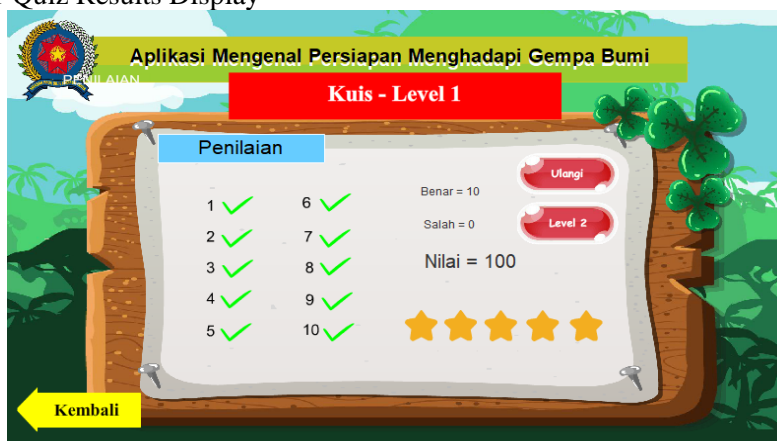 Quiz Results Display
Aplikasi Mengenal Persiapan Menghadapi Gempa Bumi
PENILAIAN
Kuis - Level 1
Penilaian
Ulangi
Benar = 10
1
6
Level 2
Salah = 0
2
7
Nilai = 100
3
8
4
9
5
10
Kembali